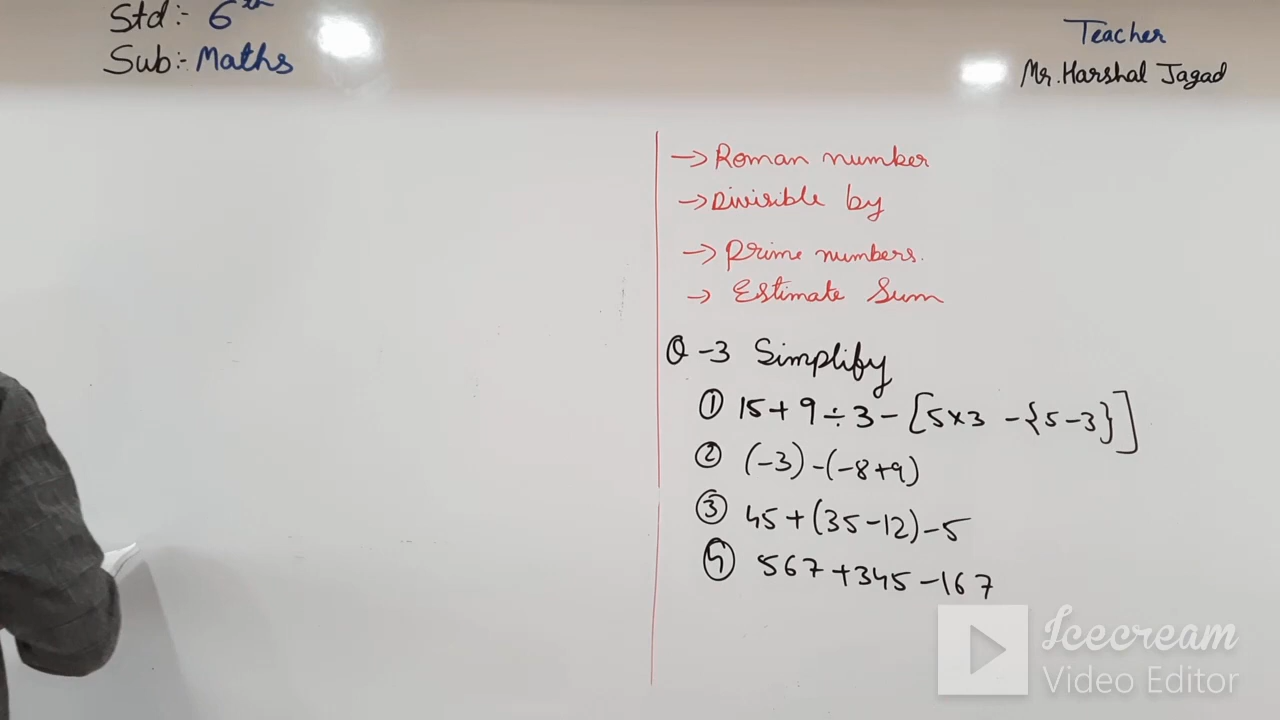 Std:- 6th
Sub:- Maths
Teacher
Mr. Harshal Jagad
→ Roman number
→ Divisible by
→ Prime numbers.
→ Estimate Sum
Q-3 Simplify
① 15 + 9 ÷ 3 - [5×3 - {5-3}]
② (-3) - (-8+9)
③ 45 + (35-12) - 5
④ 567 + 345 - 167
Icecream
Video Editor